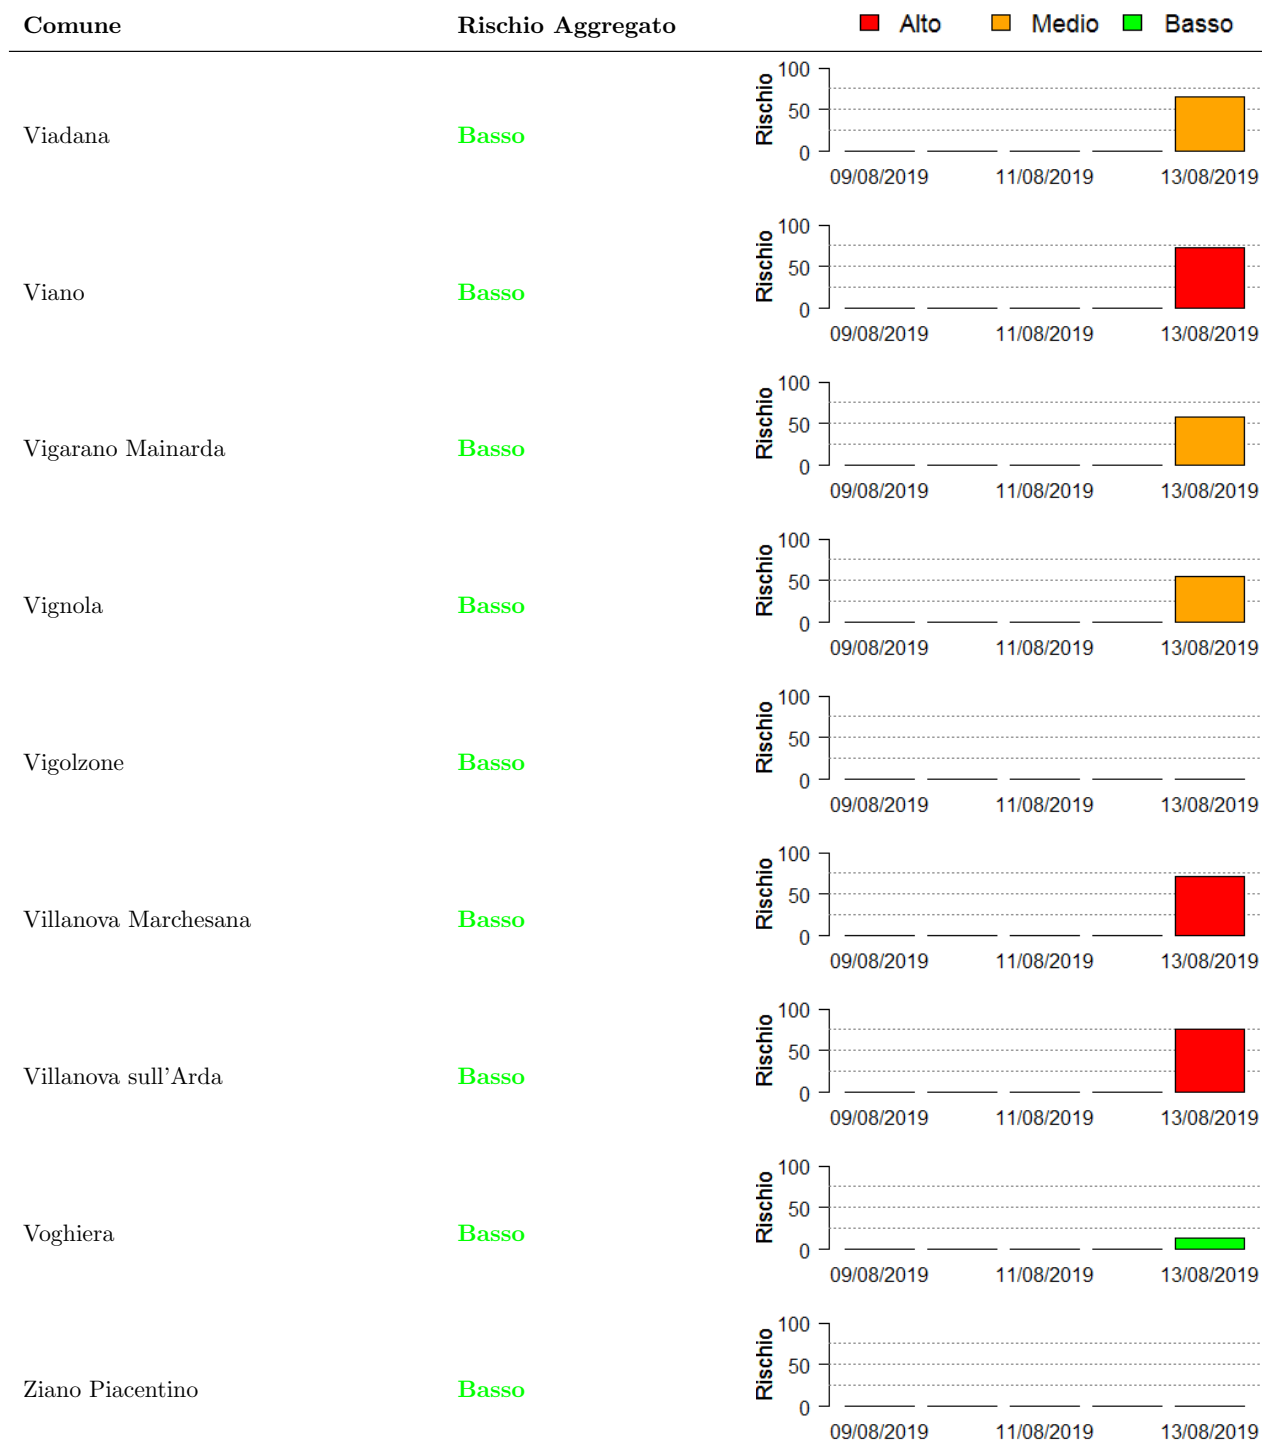 Comune Rischio Aggregato Alto Medio Basso
Viadana Basso
Rischio
100
50
0
09/08/2019 11/08/2019 13/08/2019
Viano Basso
Rischio
100
50
0
09/08/2019 11/08/2019 13/08/2019
Vigarano Mainarda Basso
Rischio
100
50
0
09/08/2019 11/08/2019 13/08/2019
Vignola Basso
Rischio
100
50
0
09/08/2019 11/08/2019 13/08/2019
Vigolzone Basso
Rischio
100
50
0
09/08/2019 11/08/2019 13/08/2019
Villanova Marchesana Basso
Rischio
100
50
0
09/08/2019 11/08/2019 13/08/2019
Villanova sull'Arda Basso
Rischio
100
50
0
09/08/2019 11/08/2019 13/08/2019
Voghiera Basso
Rischio
100
50
0
09/08/2019 11/08/2019 13/08/2019
Ziano Piacentino Basso
Rischio
100
50
0
09/08/2019 11/08/2019 13/08/2019